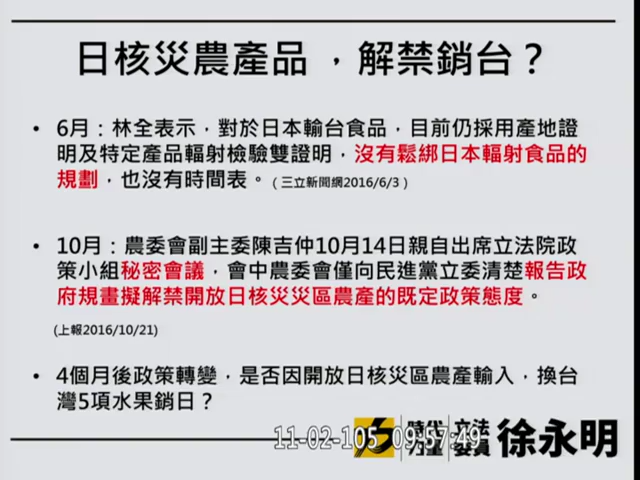 日核災農產品，解禁銷台？
• 6月：林全表示，對於日本輸台食品，目前仍採用產地證
明及特定產品輻射檢驗雙證明，沒有鬆綁日本輻射食品的
規劃，也沒有時間表。（三立新聞網2016/6/3）
• 10月：農委會副主委陳吉仲10月14日親自出席立法院政
策小組秘密會議，會中農委會僅向民進黨立委清楚報告政
府規畫擬解禁開放日核災災區農產的既定政策態度。
(上報2016/10/21)
• 4個月後政策轉變，是否因開放日核災區農產輸入，換台
灣5項水果銷日？
時代力量 立法委員 徐永明
11-02-105 09:57:49